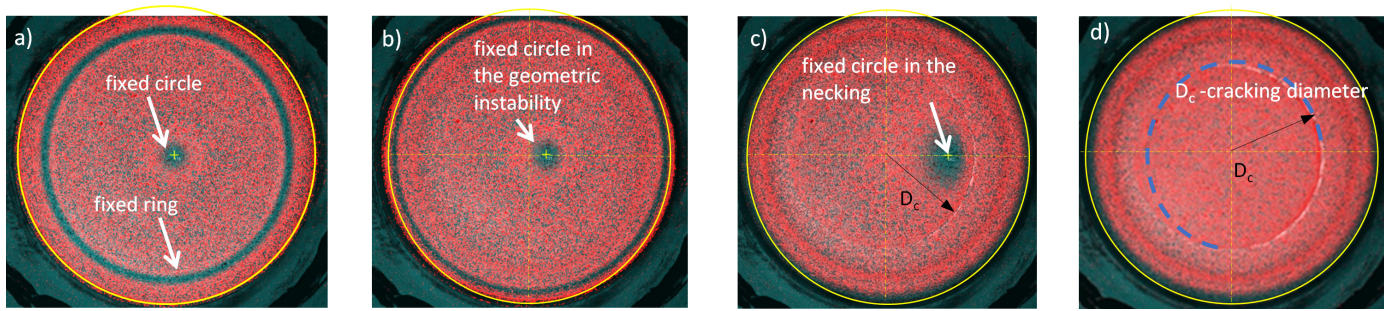 a)
fixed circle
fixed ring
b)
fixed circle in
the geometric
instability
c)
fixed circle in the
necking
Dc
d)
Dc -cracking diameter
Dc